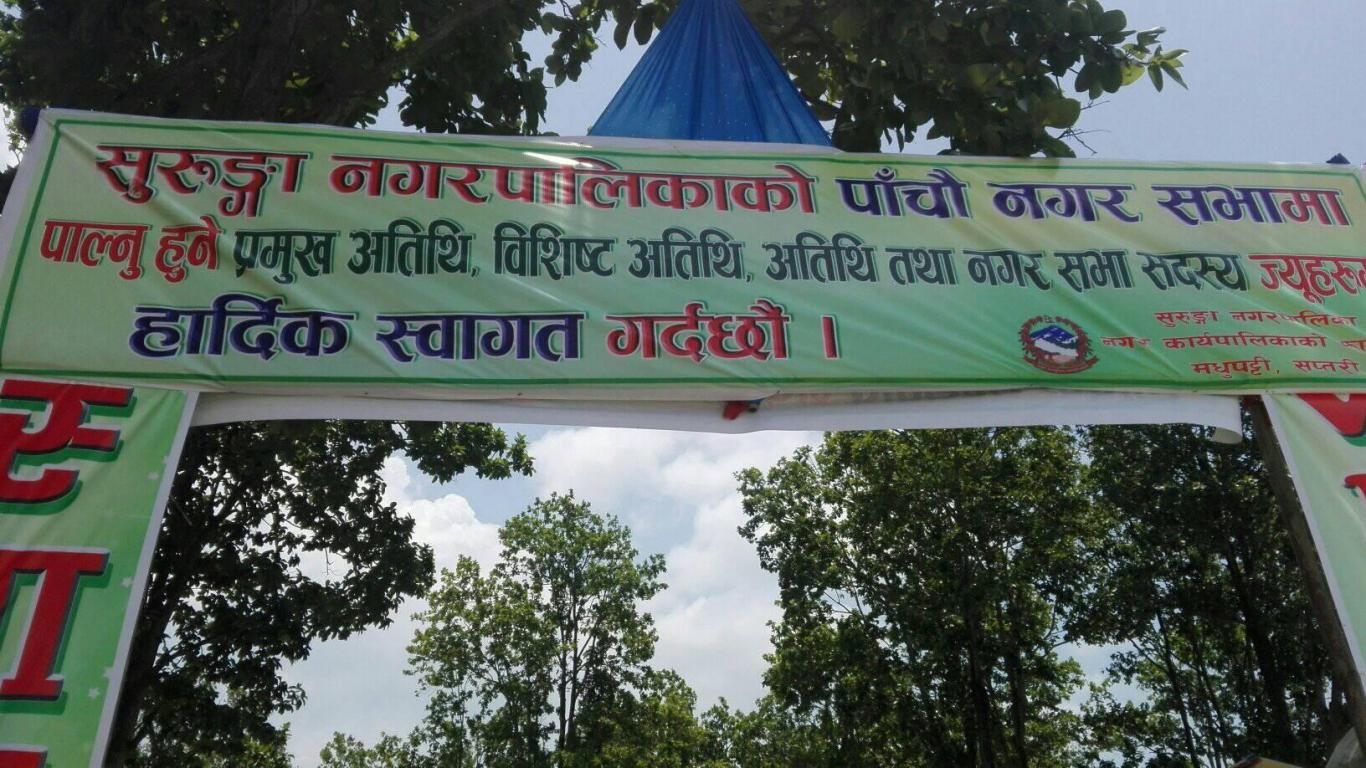 सुरुङ्गा नगरपालिकाको पाँचौ नगर सभामा
पाल्नु हुने प्रमुख अतिथि, विशिष्ट अतिथि, अतिथि तथा नगर सभा सदस्य ज्यूहरू
हार्दिक स्वागत गर्दछौ ।
सुरुङ्गा नगरपालिका
नगर कार्यपालिकाको
मधुपट्टी, सप्तरी